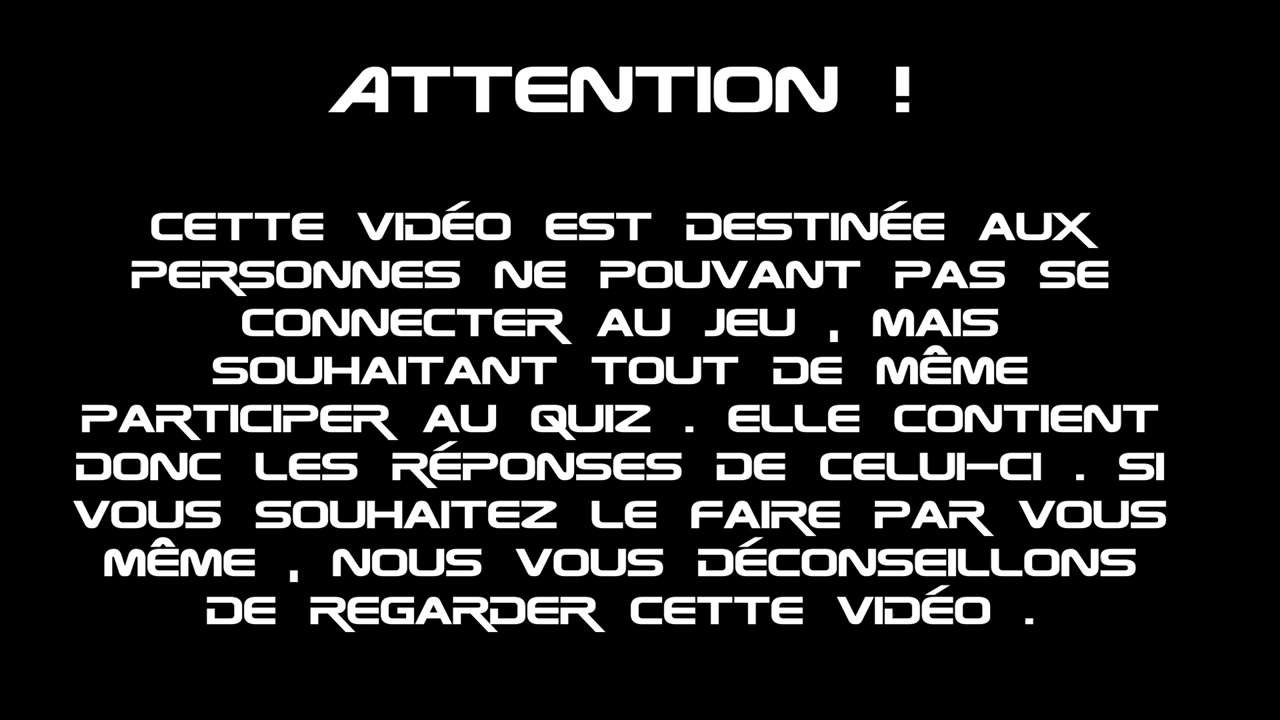 ATTENTION !
CETTE VIDÉO EST DESTINÉE AUX
PERSONNES NE POUVANT PAS SE
CONNECTER AU JEU , MAIS
SOUHAITANT TOUT DE MÊME
PARTICIPER AU QUIZ . ELLE CONTIENT
DONC LES RÉPONSES DE CELUI-CI . SI
VOUS SOUHAITEZ LE FAIRE PAR VOUS
MÊME , NOUS VOUS DÉCONSEILLONS
DE REGARDER CETTE VIDÉO .